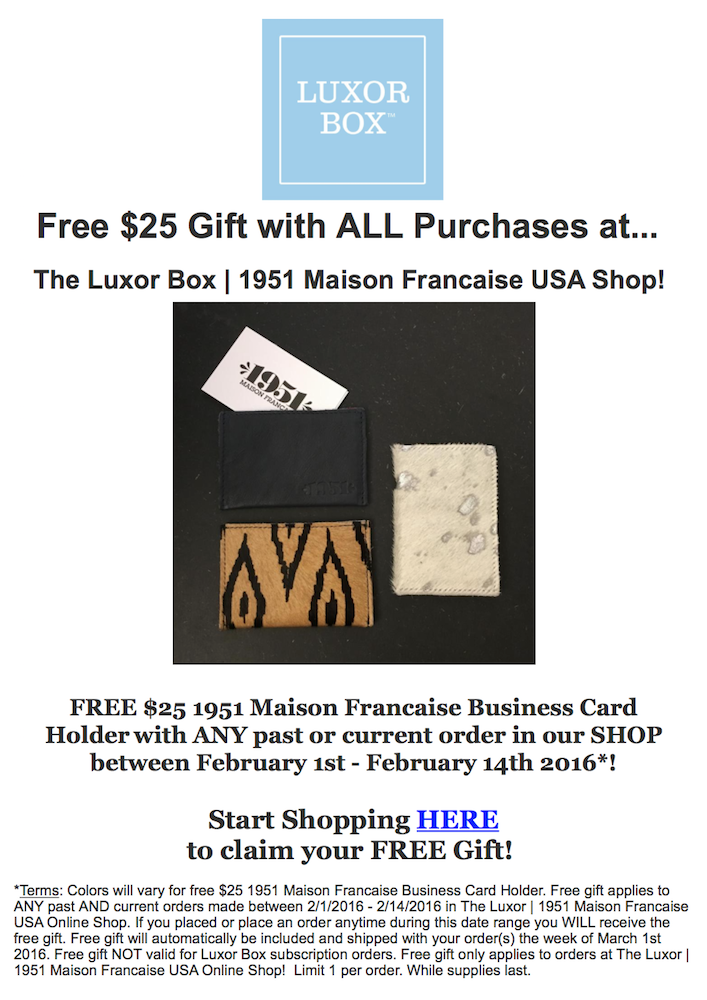 LUXOR
BOX™
Free $25 Gift with ALL Purchases at...
The Luxor Box | 1951 Maison Francaise USA Shop!
1951
MAISON
FREE $25 1951 Maison Francaise Business Card
Holder with ANY past or current order in our SHOP
between February 1st - February 14th 2016*!
Start Shopping HERE
to claim your FREE Gift!
*Terms: Colors will vary for free $25 1951 Maison Francaise Business Card Holder. Free gift applies to
ANY past AND current orders made between 2/1/2016 - 2/14/2016 in The Luxor | 1951 Maison Francaise
USA Online Shop. If you placed or place an order anytime during this date range you WILL receive the
free gift. Free gift will automatically be included and shipped with your order(s) the week of March 1st
2016. Free gift NOT valid for Luxor Box subscription orders. Free gift only applies to orders at The Luxor |
1951 Maison Francaise USA Online Shop! Limit 1 per order. While supplies last.